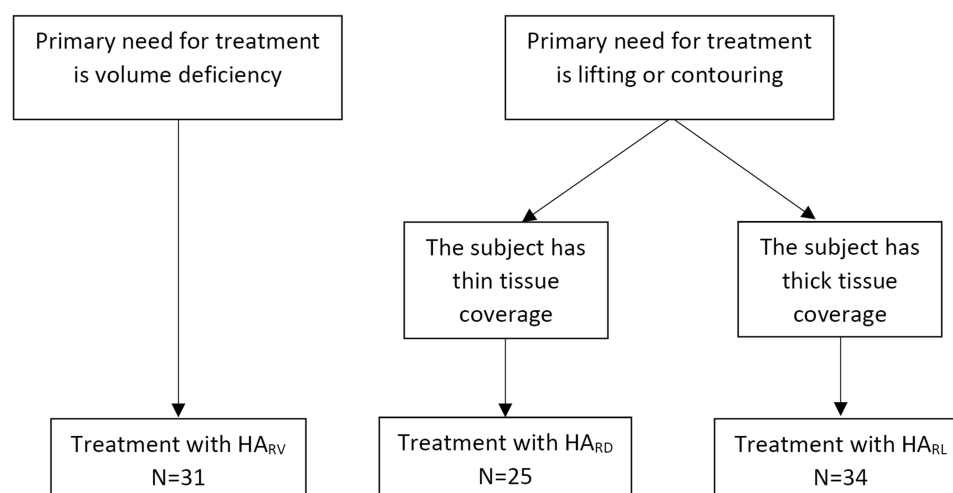 Primary need for treatment
is volume deficiency
Primary need for treatment
is lifting or contouring
The subject has
thin tissue
coverage
The subject has
thick tissue
coverage
Treatment with HARV
N=31
Treatment with HARD
N=25
Treatment with HARL
N=34